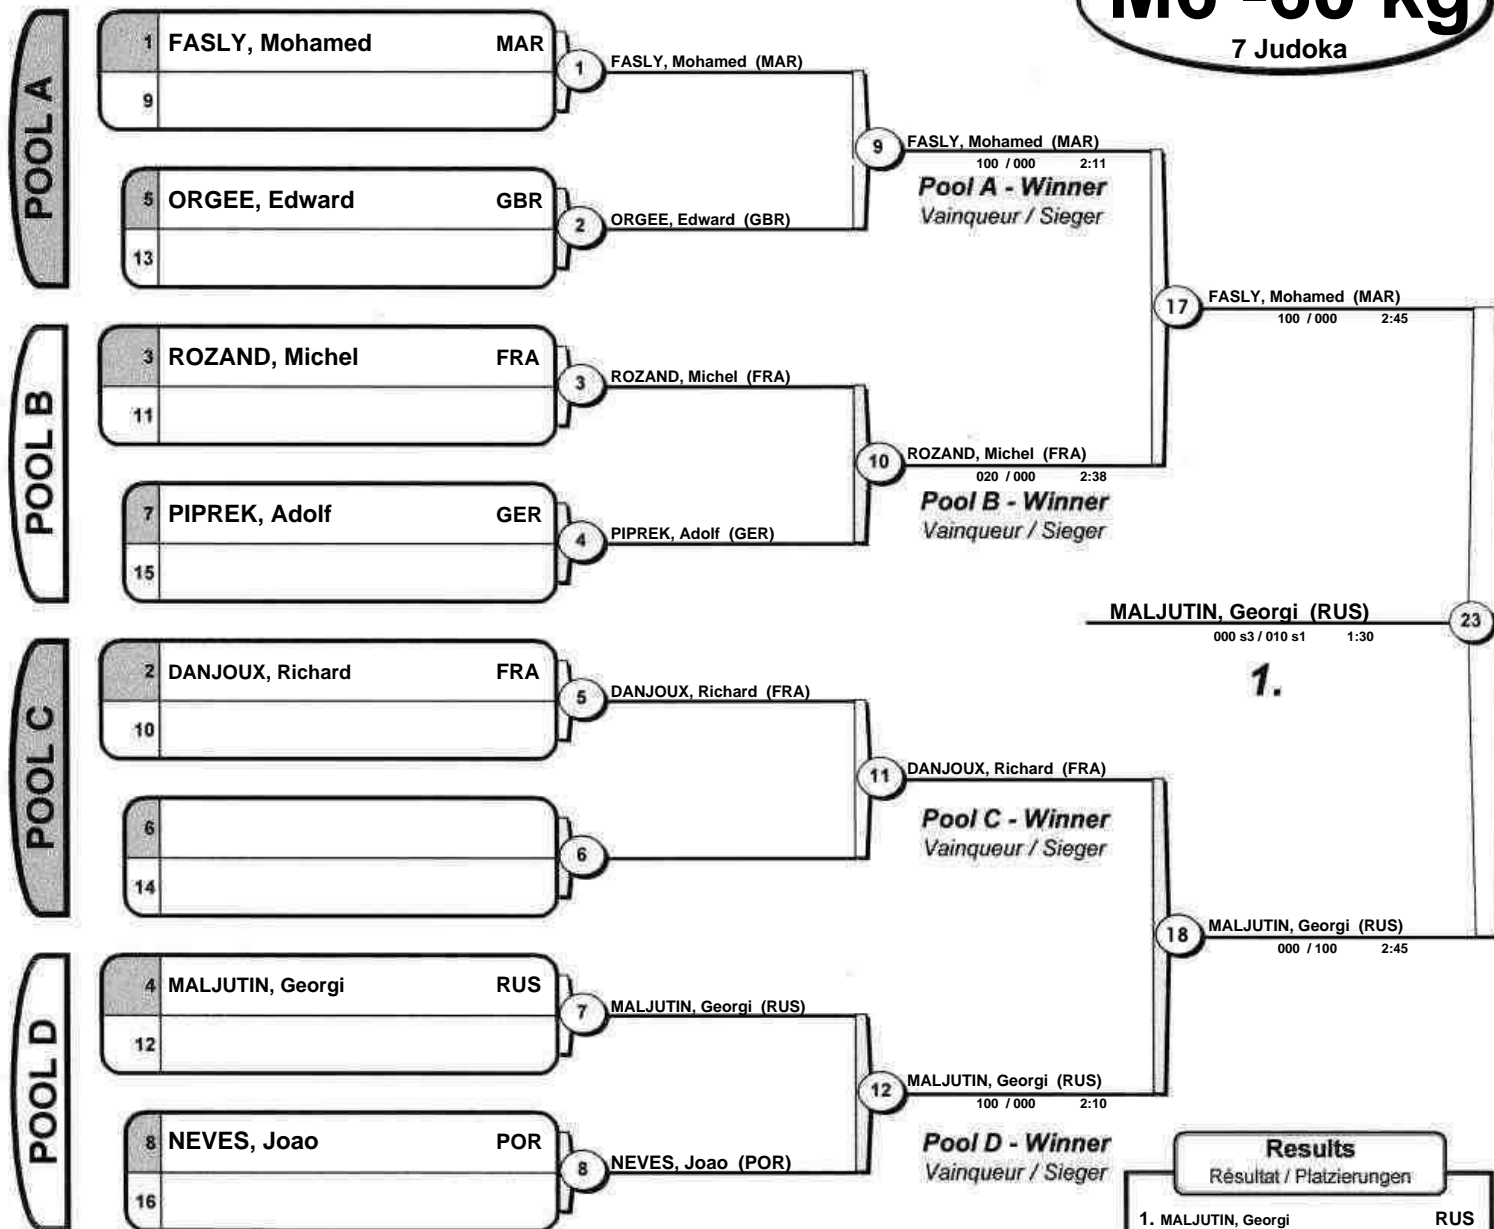 M6 -60 kg
7 Judoka
POOL A
1 FASLY, Mohamed MAR
9
1 FASLY, Mohamed (MAR)
5 ORGEE, Edward GBR
13
2 ORGEE, Edward (GBR)
9 FASLY, Mohamed (MAR)
100 / 000 2:11
Pool A - Winner
Vainqueur / Sieger
POOL B
3 ROZAND, Michel FRA
11
3 ROZAND, Michel (FRA)
7 PIPREK, Adolf GER
15
4 PIPREK, Adolf (GER)
10 ROZAND, Michel (FRA)
020 / 000 2:38
Pool B - Winner
Vainqueur / Sieger
17 FASLY, Mohamed (MAR)
100 / 000 2:45
MALJUTIN, Georgi (RUS) 23
000 s3 / 010 s1 1:30
1.
POOL C
2 DANJOUX, Richard FRA
10
5 DANJOUX, Richard (FRA)
6
14
6
11 DANJOUX, Richard (FRA)
Pool C - Winner
Vainqueur / Sieger
18 MALJUTIN, Georgi (RUS)
000 / 100 2:45
POOL D
4 MALJUTIN, Georgi RUS
12
7 MALJUTIN, Georgi (RUS)
8 NEVES, Joao POR
16
8 NEVES, Joao (POR)
12 MALJUTIN, Georgi (RUS)
100 / 000 2:10
Pool D - Winner
Vainqueur / Sieger
Results
Résultat / Platzierungen
1. MALJUTIN, Georgi RUS